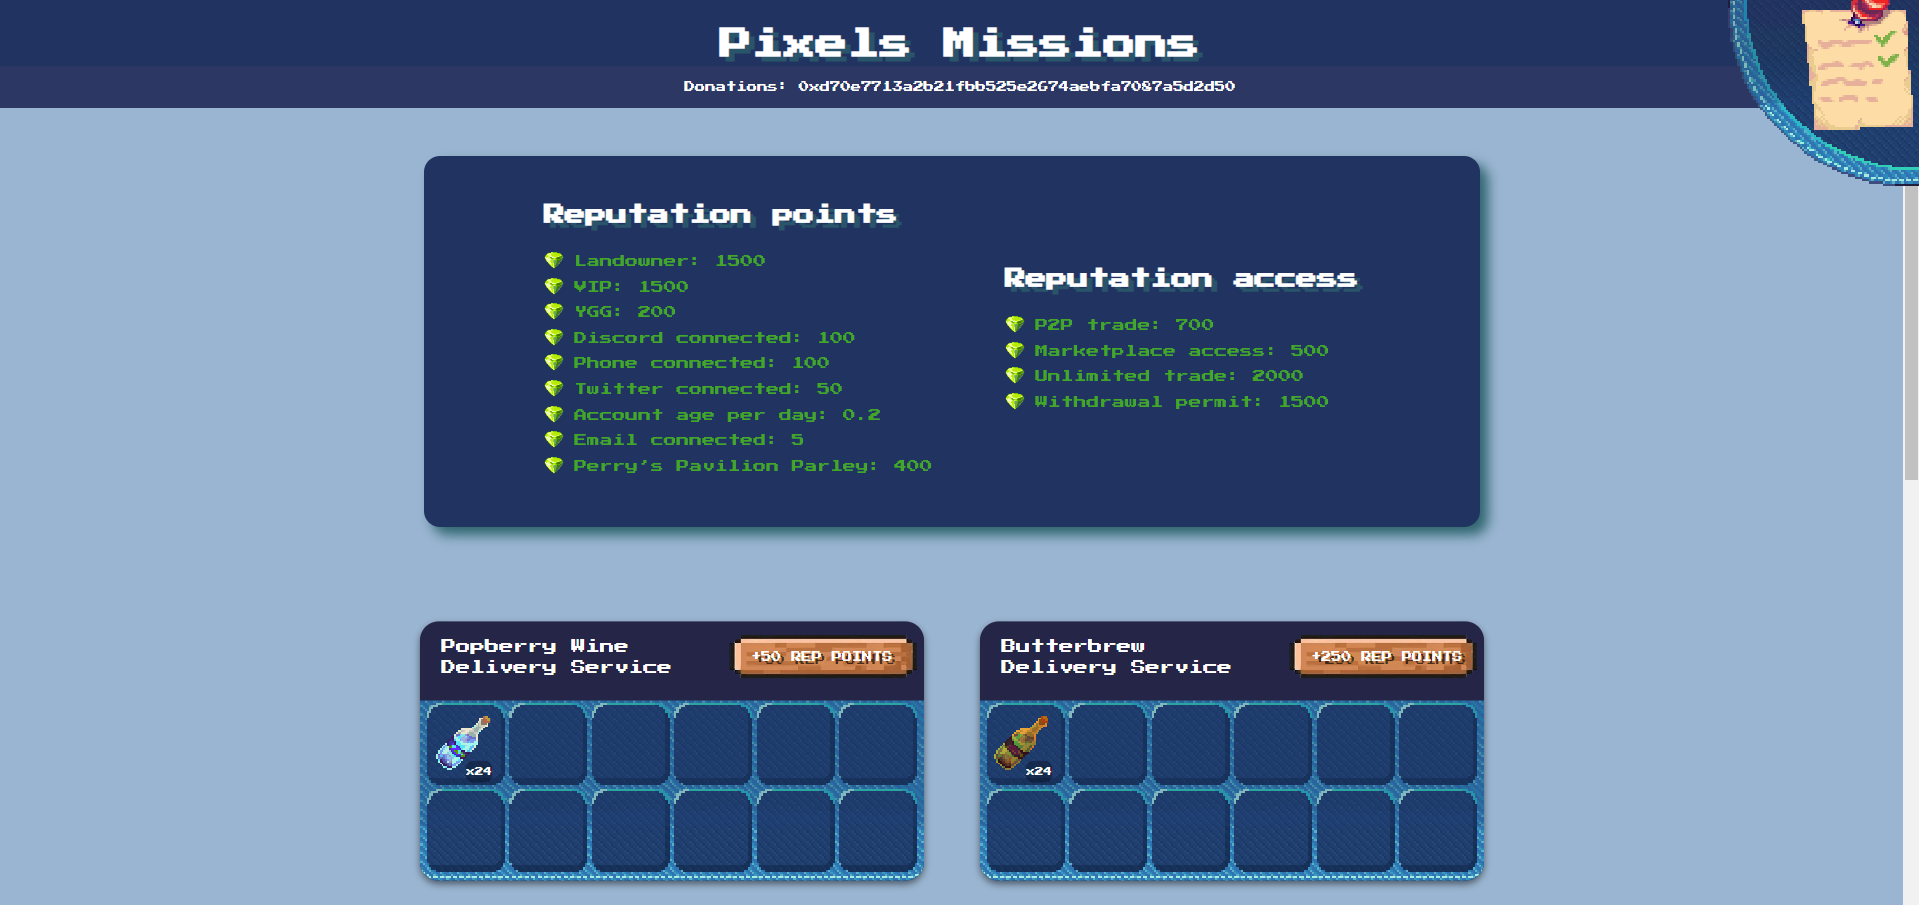 Pixels Missions
Donations: 0xd70e7713a2b21fbb525e2674aebfa7087a5d2d50
Reputation points
Landowner: 1500
VIP: 1500
YGG: 200
Discord connected: 100
Phone connected: 100
Twitter connected: 50
Account age per day: 0.2
Email connected: 5
Perry's Pavilion Parley: 400
Reputation access
P2P trade: 700
Marketplace access: 500
Unlimited trade: 2000
Withdrawal permit: 1500
Popberry Wine
Delivery Service
+50 REP POINTS
x24
Butterbrew
Delivery Service
+250 REP POINTS
x24